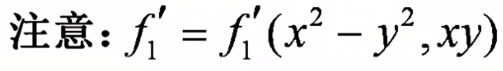 注意：f₁′ = f₁′(x² − y², xy)